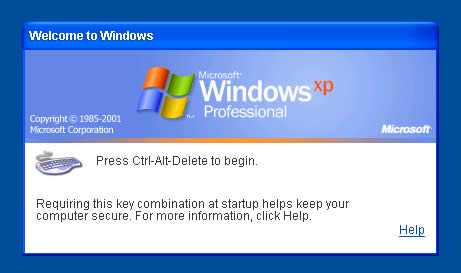 Welcome to Windows
Microsoft®
Windows xp
Professional
Copyright © 1985-2001
Microsoft Corporation
Microsoft®
Press Ctrl-Alt-Delete to begin.
Requiring this key combination at startup helps keep your
computer secure. For more information, click Help.
Help